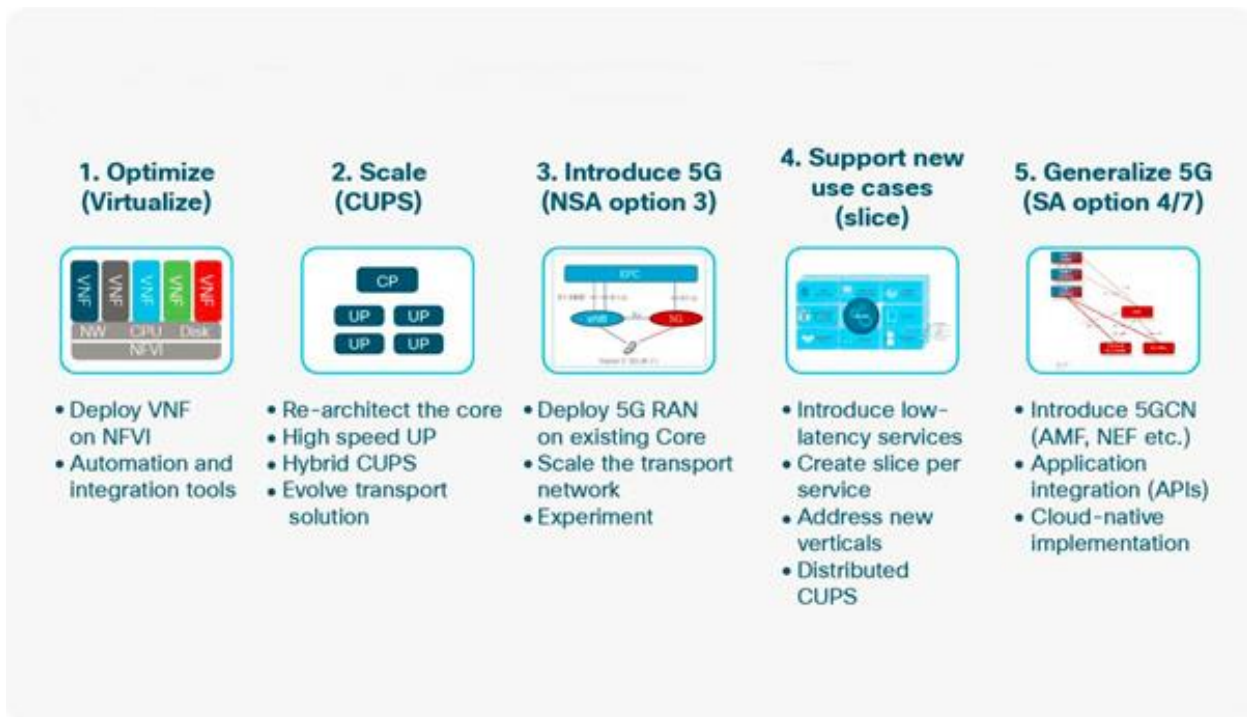 1. Optimize
(Virtualize)
VNF
VNF
VNF
VNF
VNF
NW CPU Disk
NFVI
• Deploy VNF
on NFVI
• Automation and
integration tools
2. Scale
(CUPS)
CP
UP UP
UP UP
• Re-architect the core
• High speed UP
• Hybrid CUPS
• Evolve transport
solution
3. Introduce 5G
(NSA option 3)
EPC
5G
• Deploy 5G RAN
on existing Core
• Scale the transport
network
• Experiment
4. Support new
use cases
(slice)
• Introduce low-
latency services
• Create slice per
service
• Address new
verticals
• Distributed
CUPS
5. Generalize 5G
(SA option 4/7)
• Introduce 5GCN
(AMF, NEF etc.)
• Application
integration (APIs)
• Cloud-native
implementation